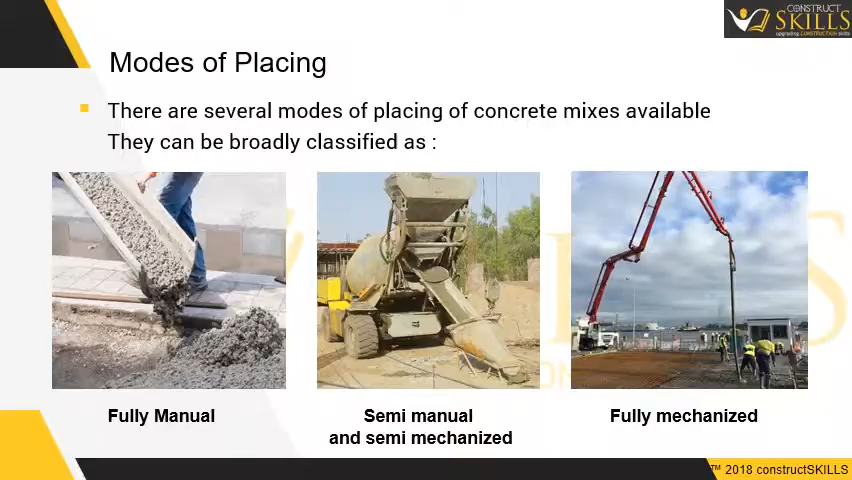 CONSTRUCT
SKILLS
upgrading CONSTRUCTION skills
Modes of Placing
There are several modes of placing of concrete mixes available
They can be broadly classified as :
Fully Manual
Semi manual
and semi mechanized
Fully mechanized
™ 2018 constructSKILLS